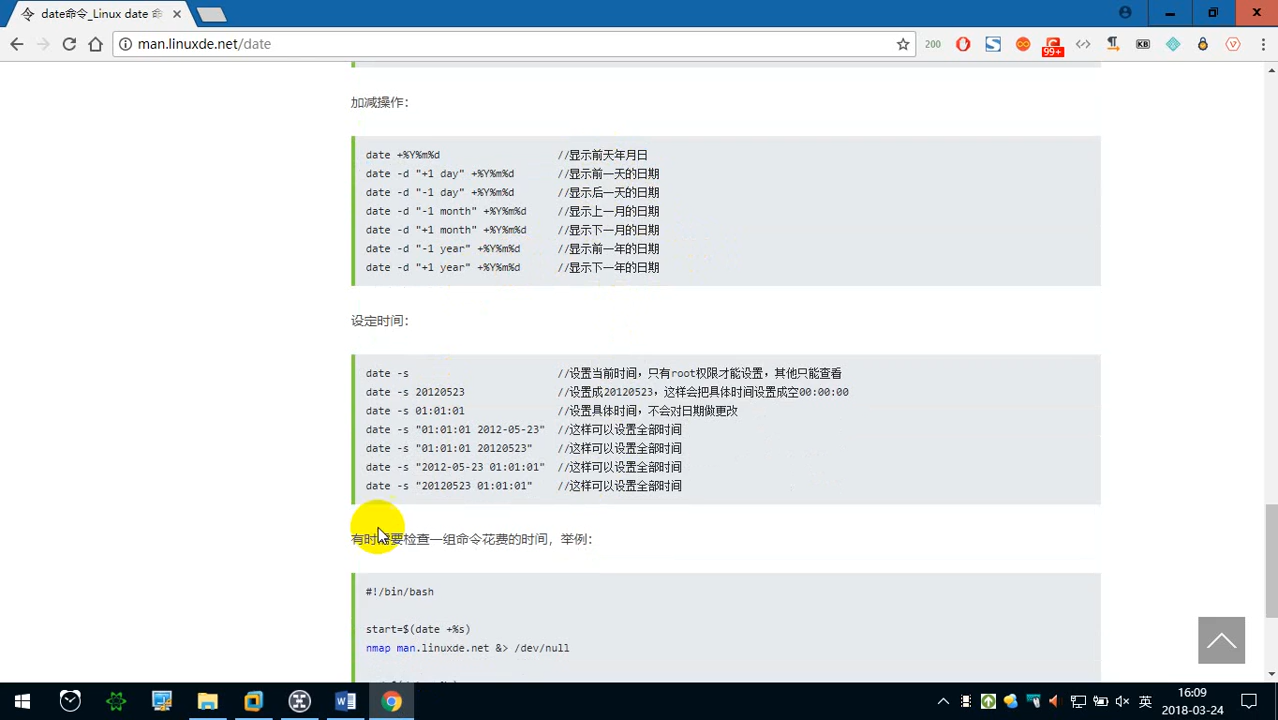 date命令_Linux date 命
man.linuxde.net/date
200
99+
KB
加减操作:
date +%Y%m%d //显示前天年月日
date -d "+1 day" +%Y%m%d //显示前一天的日期
date -d "-1 day" +%Y%m%d //显示后一天的日期
date -d "-1 month" +%Y%m%d //显示上一月的日期
date -d "+1 month" +%Y%m%d //显示下一月的日期
date -d "-1 year" +%Y%m%d //显示前一年的日期
date -d "+1 year" +%Y%m%d //显示下一年的日期
设定时间:
date -s //设置当前时间，只有root权限才能设置，其他只能查看
date -s 20120523 //设置成20120523，这样会把具体时间设置成空00:00:00
date -s 01:01:01 //设置具体时间，不会对日期做更改
date -s "01:01:01 2012-05-23" //这样可以设置全部时间
date -s "01:01:01 20120523" //这样可以设置全部时间
date -s "2012-05-23 01:01:01" //这样可以设置全部时间
date -s "20120523 01:01:01" //这样可以设置全部时间
有时需要检查一组命令花费的时间，举例:
#!/bin/bash
start=$(date +%s)
nmap man.linuxde.net &> /dev/null
英
16:09
2018-03-24